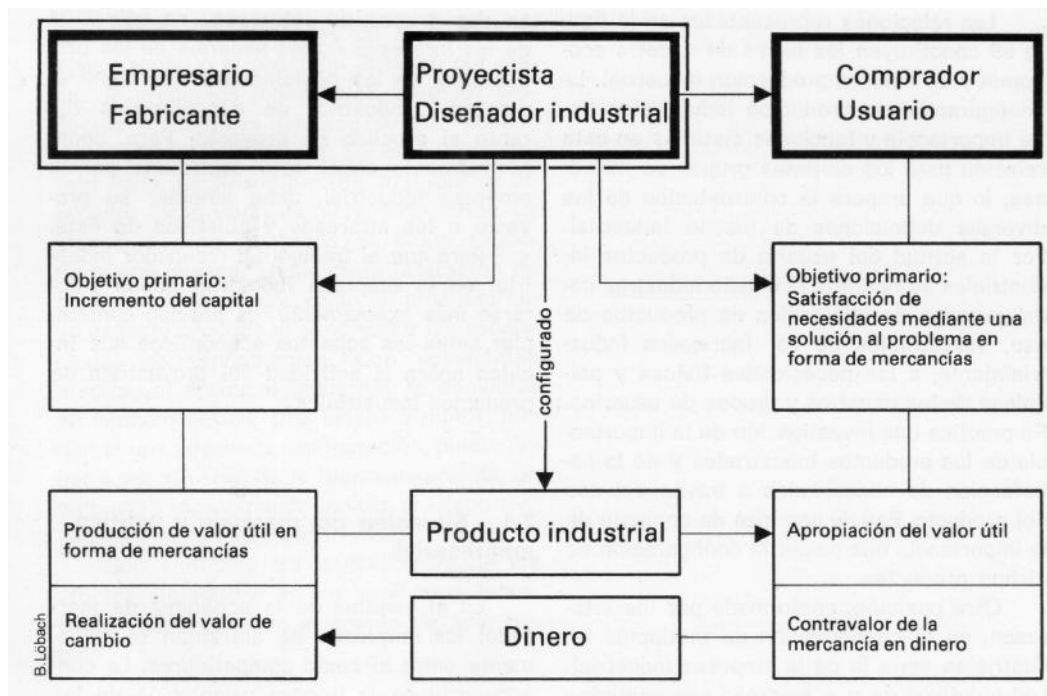 Empresario
Fabricante
Proyectista
Diseñador industrial
Comprador
Usuario
Objetivo primario:
Incremento del capital
configurado
Objetivo primario:
Satisfacción de
necesidades mediante una
solución al problema en
forma de mercancías
Producción de valor útil en
forma de mercancías
Producto industrial
Apropiación del valor útil
Realización del valor de
cambio
Dinero
Contravalor de la
mercancía en dinero
B. Löbach